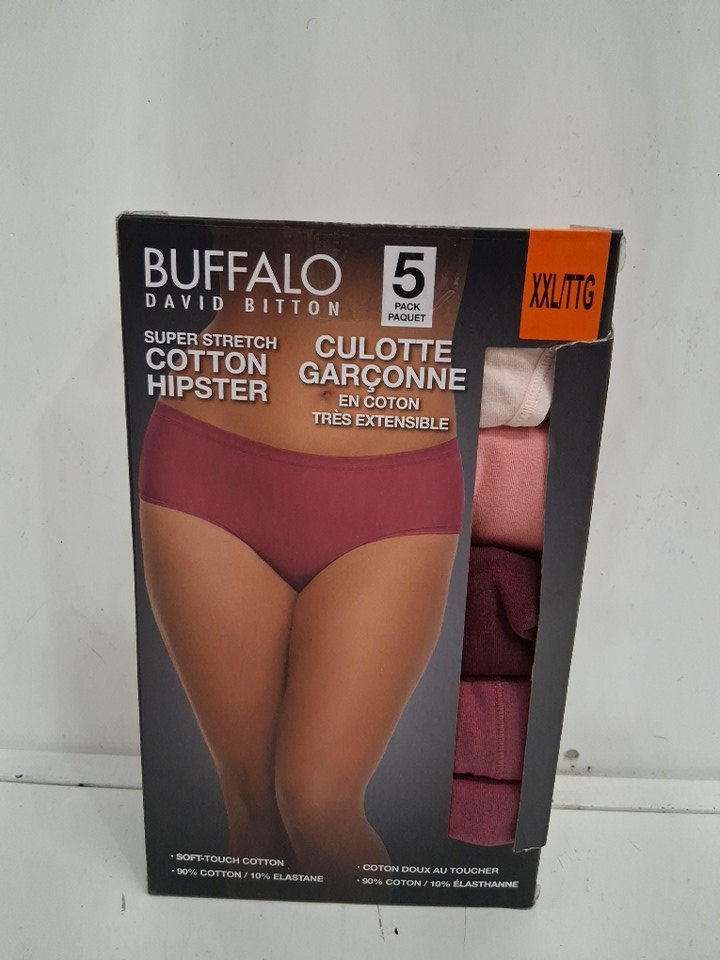 BUFFALO
DAVID BITTON
5
PACK
PAQUET
XXL/TTG
SUPER STRETCH
COTTON
HIPSTER
CULOTTE
GARÇONNE
EN COTON
TRÈS EXTENSIBLE
· SOFT-TOUCH COTTON
· 90% COTTON / 10% ELASTANE
· COTON DOUX AU TOUCHER
· 90% COTON / 10% ÉLASTHANNE